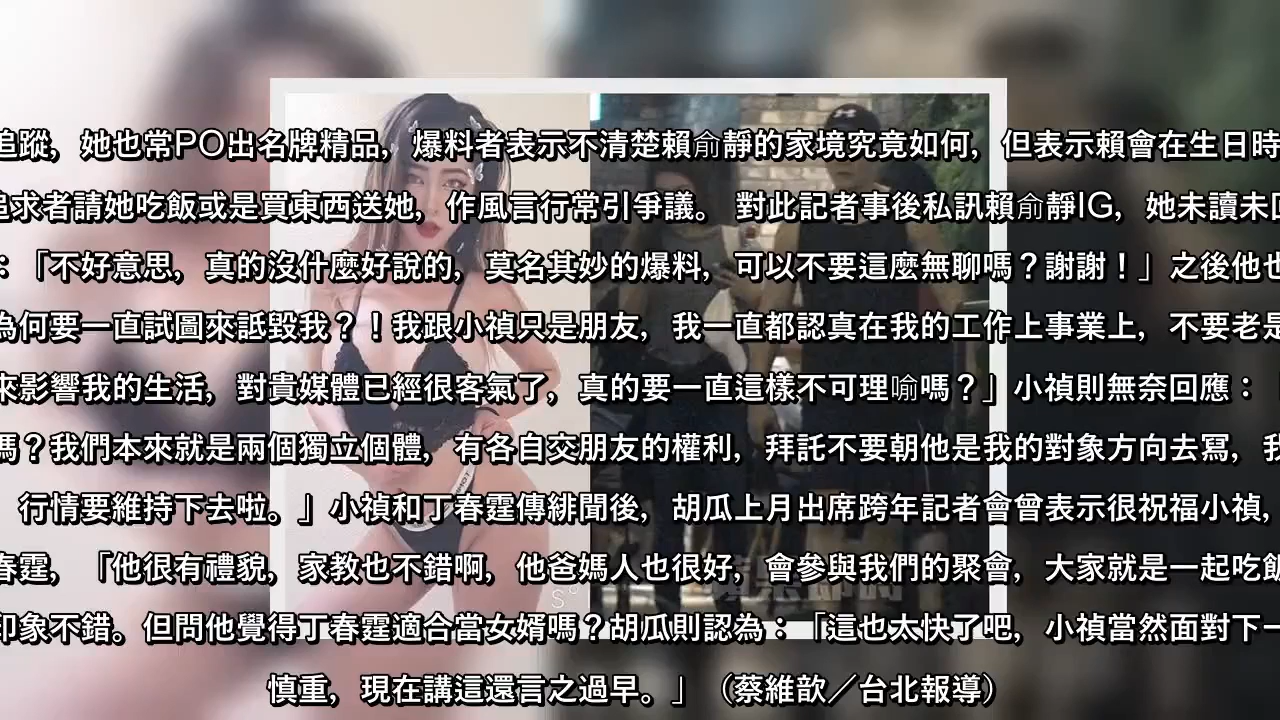 追蹤，她也常PO出名牌精品，爆料者表示不清楚賴俞靜的家境究竟如何，但表示賴會在生日時
追求者請她吃飯或是買東西送她，作風言行常引爭議。 對此記者事後私訊賴俞靜IG，她未讀未回
：「不好意思，真的沒什麼好說的，莫名其妙的爆料，可以不要這麼無聊嗎？謝謝！」之後他也
為何要一直試圖來詆毀我？！我跟小禎只是朋友，我一直都認真在我的工作上事業上，不要老是
來影響我的生活，對貴媒體已經很客氣了，真的要一直這樣不可理喻嗎？」小禎則無奈回應：「
嗎？我們本來就是兩個獨立個體，有各自交朋友的權利，拜託不要朝他是我的對象方向去寫，我
行情要維持下去啦。」小禎和丁春霆傳緋聞後，胡瓜上月出席跨年記者會曾表示很祝福小禎，
春霆，「他很有禮貌，家教也不錯啊，他爸媽人也很好，會參與我們的聚會，大家就是一起吃飯
印象不錯。但問他覺得丁春霆適合當女婿嗎？胡瓜則認為：「這也太快了吧，小禎當然面對下一
慎重，現在講這還言之過早。」（蔡維歆／台北報導）